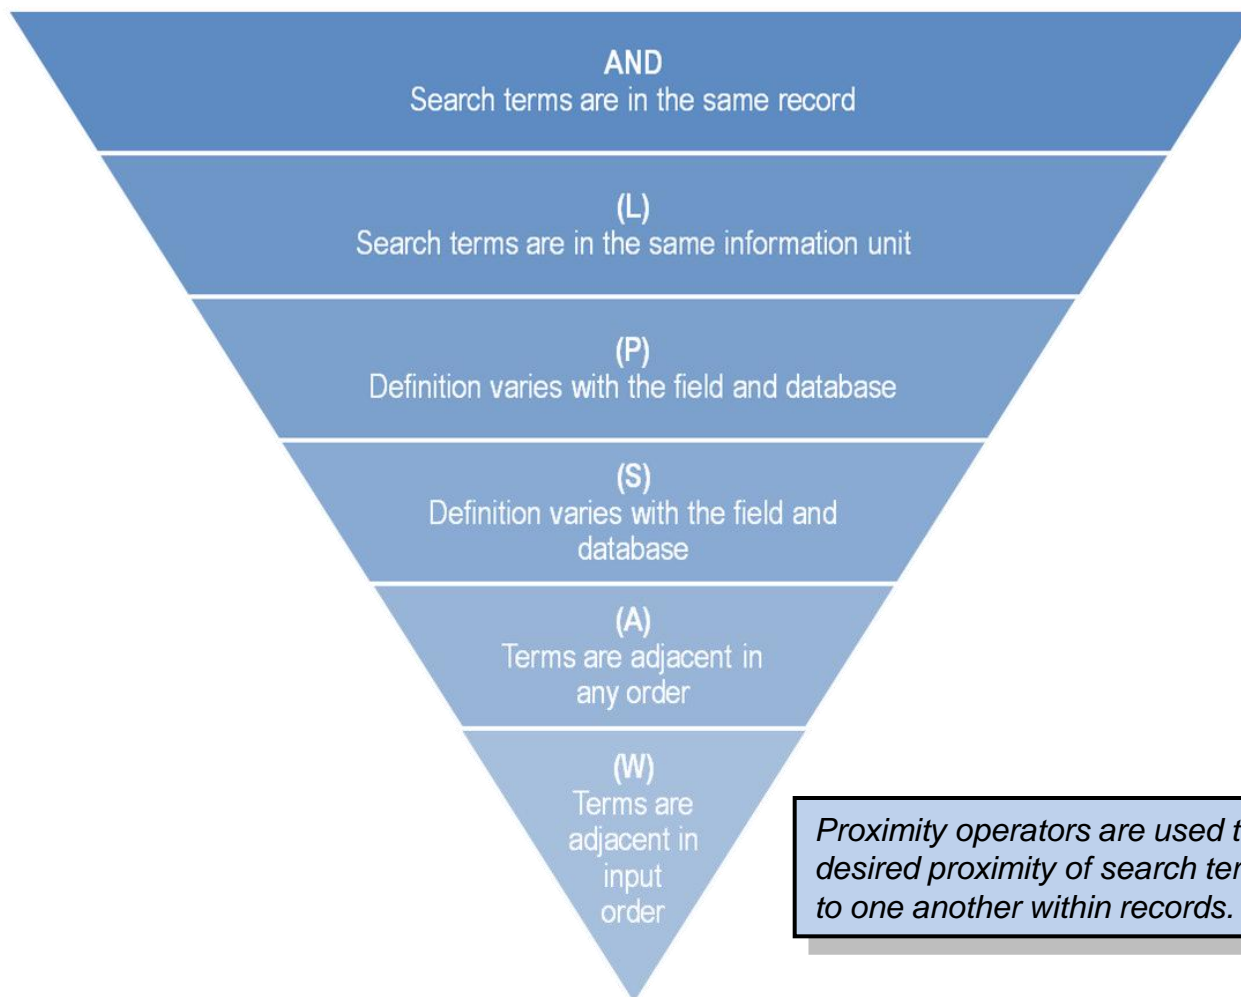 AND
Search terms are in the same record
(L)
Search terms are in the same information unit
(P)
Definition varies with the field and database
(S)
Definition varies with the field and
database
(A)
Terms are adjacent in
any order
(W)
Terms are
adjacent in
input
order
Proximity operators are used
desired proximity of search
to one another within records.